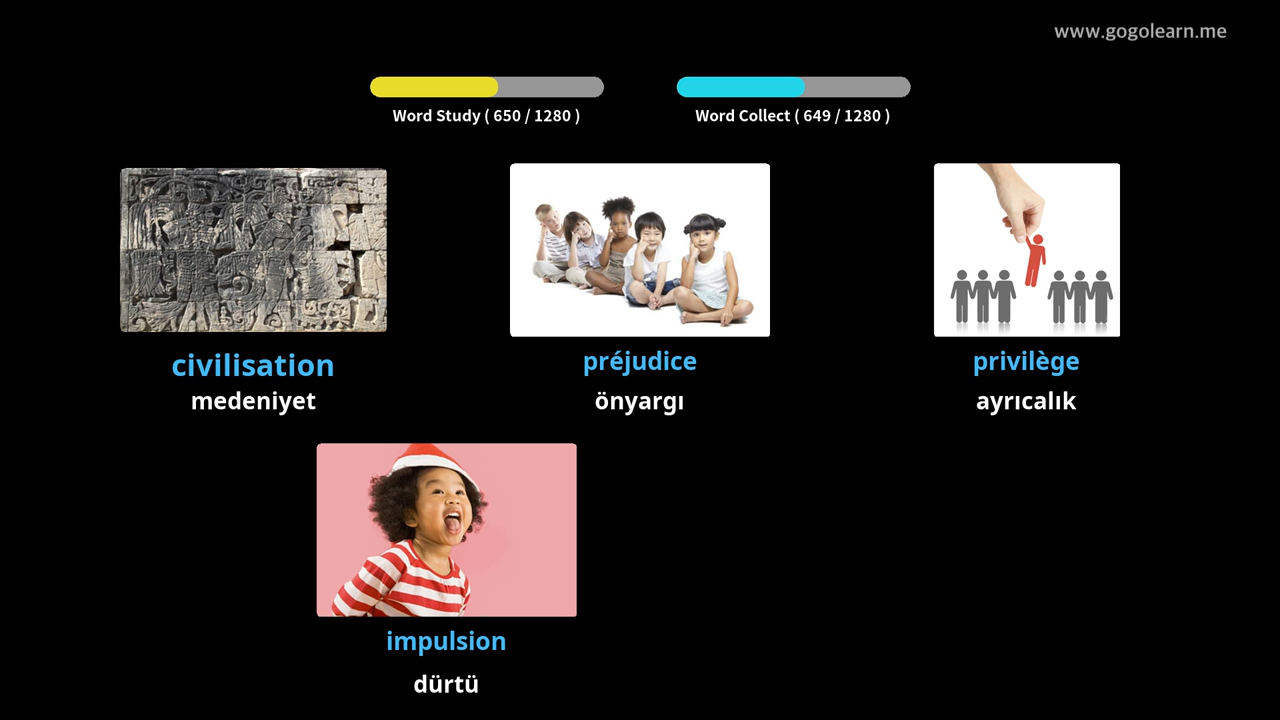 www.gogolearn.me
Word Study ( 650 / 1280 )
Word Collect ( 649 / 1280 )
civilisation
medeniyet
préjudice
önyargı
privilège
ayrıcalık
impulsion
dürtü